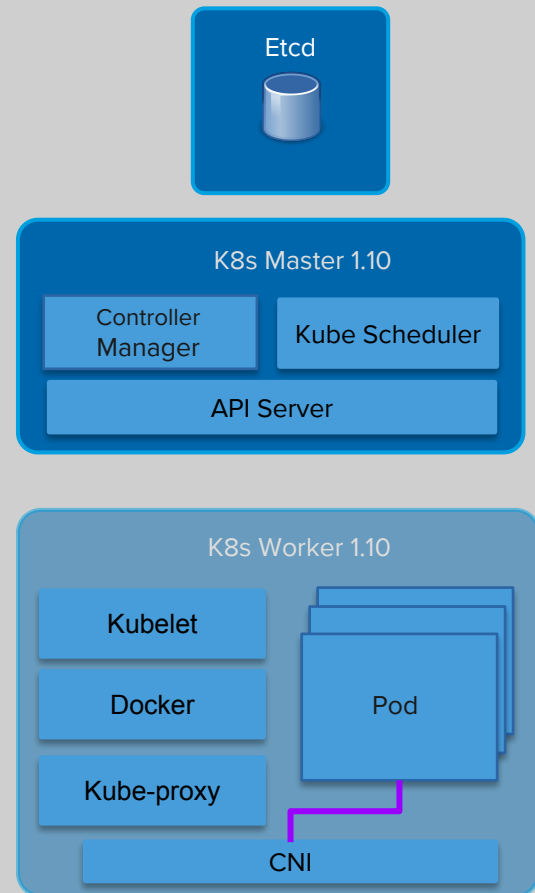 Etcd
K8s Master 1.10
Controller
Manager
Kube Scheduler
API Server
K8s Worker 1.10
Kubelet
Docker
Kube-proxy
Pod
CNI